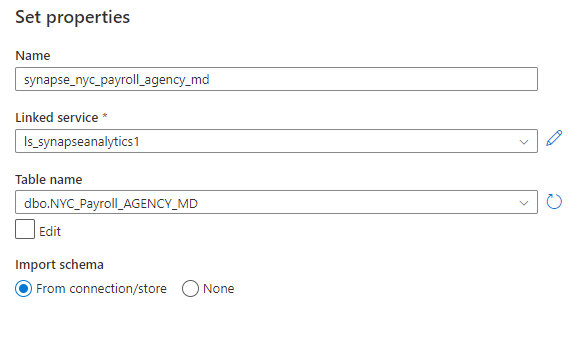 Set properties
Name
synapse_nyc_payroll_agency_md
Linked service *
ls_synapseanalytics1
Table name
dbo.NYC_Payroll_AGENCY_MD
Edit
Import schema
From connection/store None